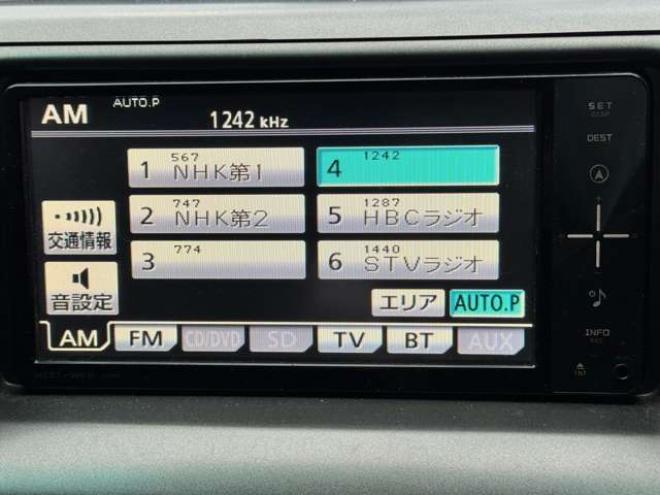 AM AUTO.P
1242 kHz
1 567 NHK第1
2 747 NHK第2
3 774
4 1242
5 1287 HBCラジオ
6 1440 STVラジオ
交通情報
音設定
エリア AUTO.P
AM FM CD/DVD SD TV BT AUX
SET
DISP
DEST
INFO